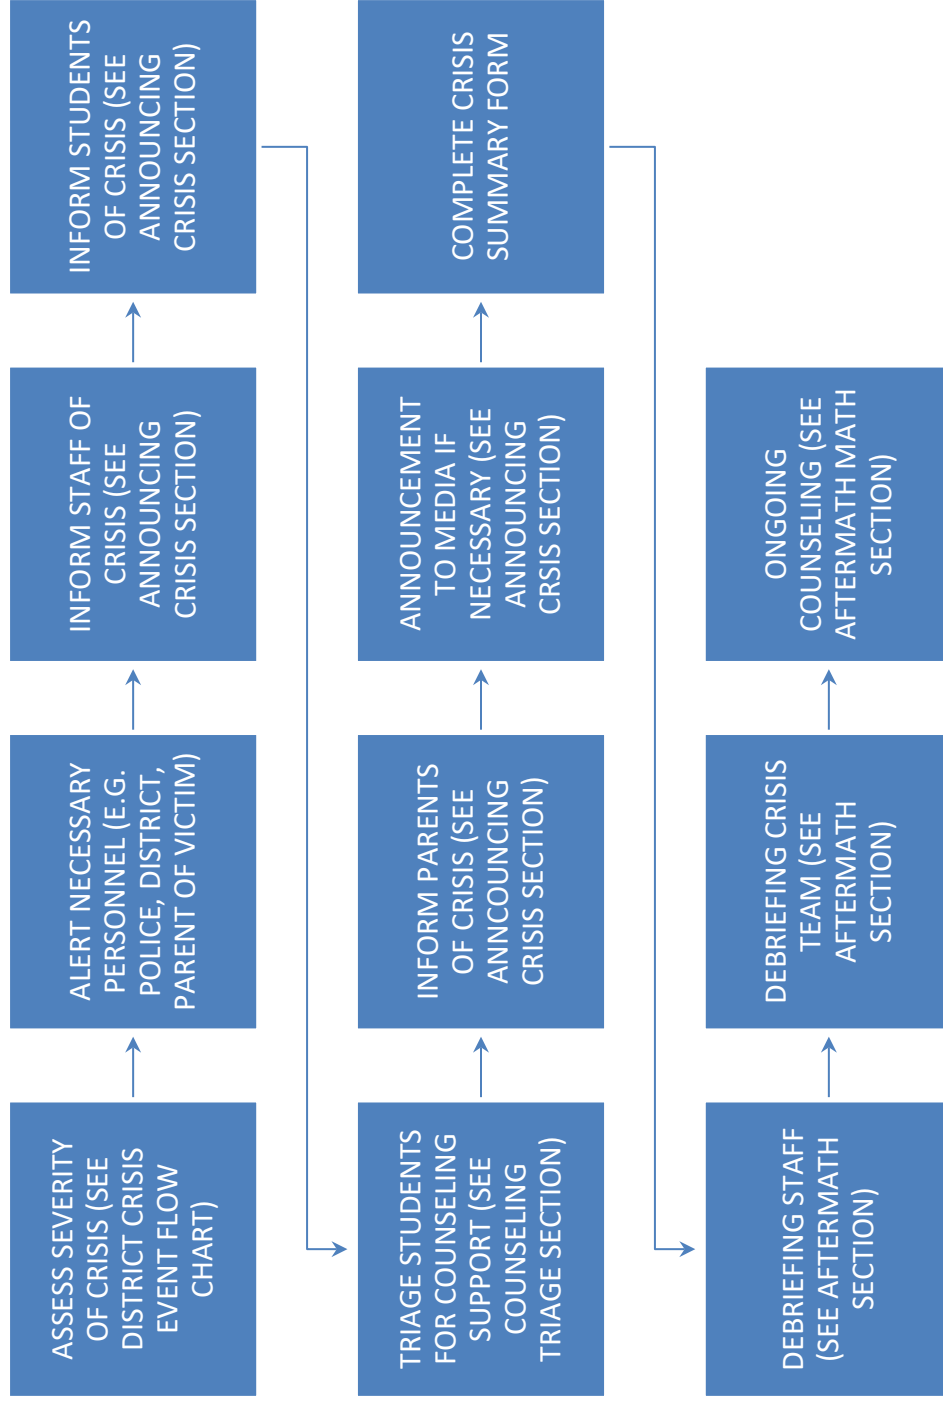 ASSESS SEVERITY
OF CRISIS (SEE
DISTRICT CRISIS
EVENT FLOW
CHART)
ALERT NECESSARY
PERSONNEL (E.G.
POLICE, DISTRICT,
PARENT OF VICTIM)
INFORM STAFF OF
CRISIS (SEE
ANNOUNCING
CRISIS SECTION)
INFORM STUDENTS
OF CRISIS (SEE
ANNOUNCING
CRISIS SECTION)
TRIAGE STUDENTS
FOR COUNSELING
SUPPORT (SEE
COUNSELING
TRIAGE SECTION)
INFORM PARENTS
OF CRISIS (SEE
ANNCOUNCING
CRISIS SECTION)
ANNOUNCEMENT
TO MEDIA IF
NECESSARY (SEE
ANNOUNCING
CRSIS SECTION)
COMPLETE CRISIS
SUMMARY FORM
DEBRIEFING STAFF
(SEE AFTERMATH
SECTION)
DEBRIEFING CRISIS
TEAM (SEE
AFTERMATH
SECTION)
ONGOING
COUNSELING (SEE
AFTERMATH MATH
SECTION)